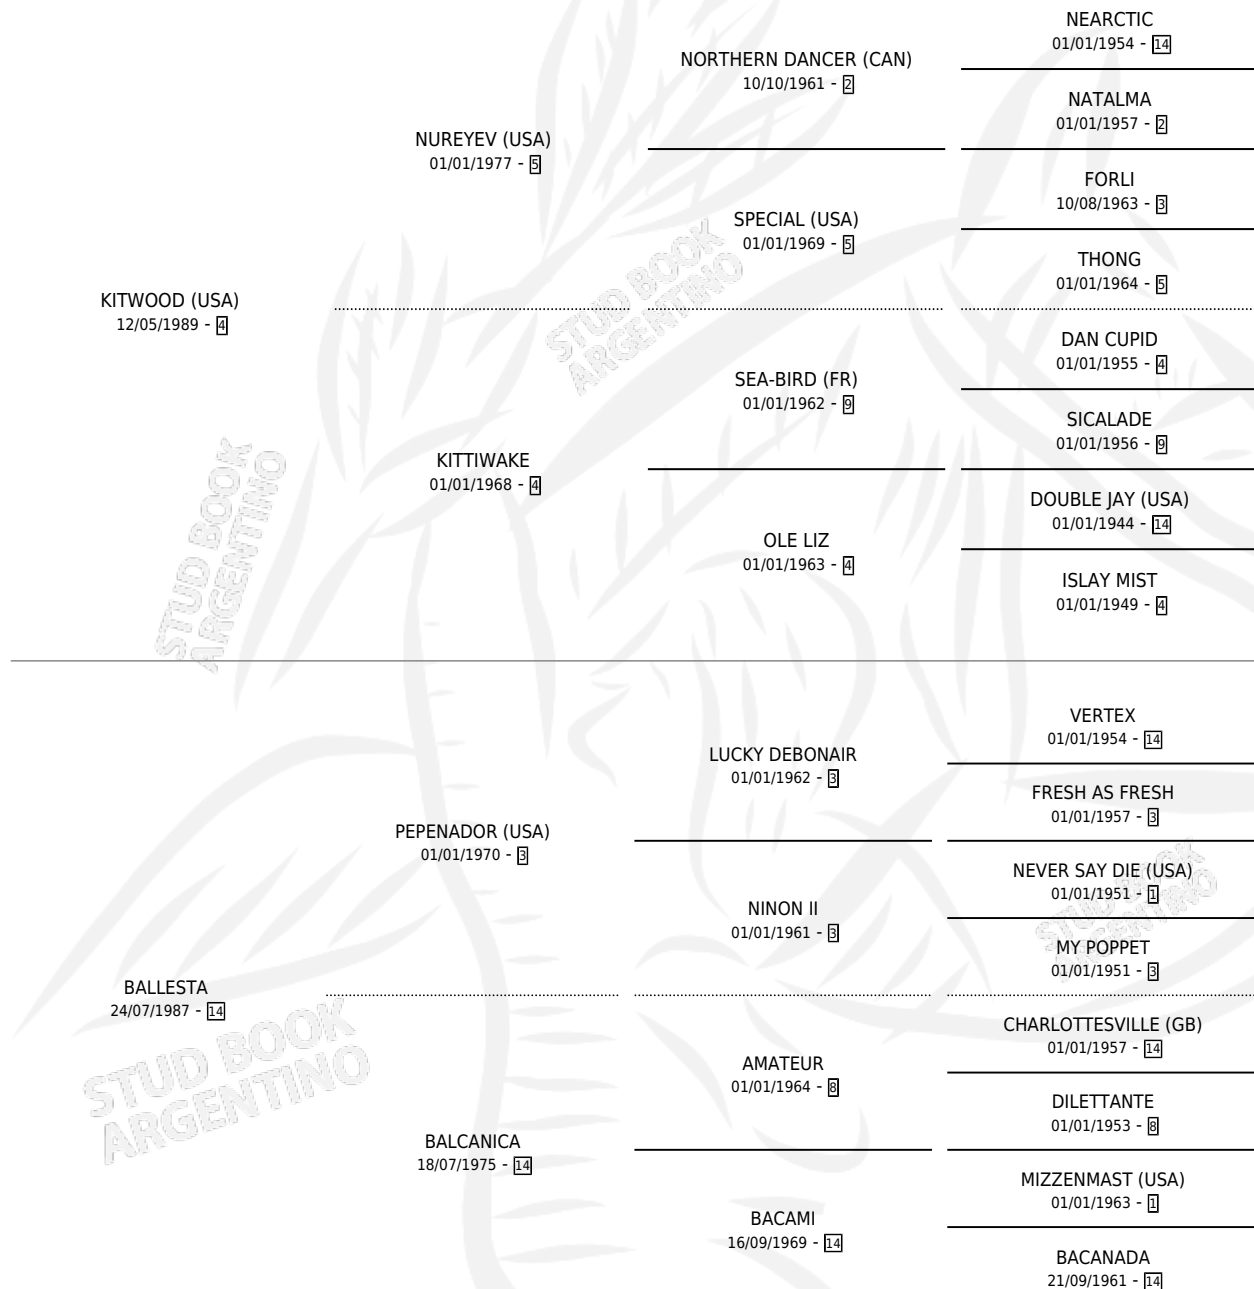 NEARCTIC
01/01/1954 - 14
NORTHERN DANCER (CAN)
10/10/1961 - 2
NATALMA
01/01/1957 - 2
NUREYEV (USA)
01/01/1977 - 5
FORLI
10/08/1963 - 3
SPECIAL (USA)
01/01/1969 - 5
THONG
01/01/1964 - 5
KITWOOD (USA)
12/05/1989 - 4
DAN CUPID
01/01/1955 - 4
SEA-BIRD (FR)
01/01/1962 - 9
SICALADE
01/01/1956 - 9
KITTIWAKE
01/01/1968 - 4
DOUBLE JAY (USA)
01/01/1944 - 14
OLE LIZ
01/01/1963 - 4
ISLAY MIST
01/01/1949 - 4
VERTEX
01/01/1954 - 14
LUCKY DEBONAIR
01/01/1962 - 3
FRESH AS FRESH
01/01/1957 - 3
PEPENADOR (USA)
01/01/1970 - 3
NEVER SAY DIE (USA)
01/01/1951 - 1
NINON II
01/01/1961 - 3
MY POPPET
01/01/1951 - 3
BALLESTA
24/07/1987 - 14
CHARLOTTESVILLE (GB)
01/01/1957 - 14
AMATEUR
01/01/1964 - 8
DILETTANTE
01/01/1953 - 8
BALCANICA
18/07/1975 - 14
MIZZENMAST (USA)
01/01/1963 - 1
BACAMI
16/09/1969 - 14
BACANADA
21/09/1961 - 14
STUD BOOK
ARGENTINO
STUD BOOK
ARGENTINO
STUD BOOK
ARGENTINO
STUD BOOK
ARGENTINO